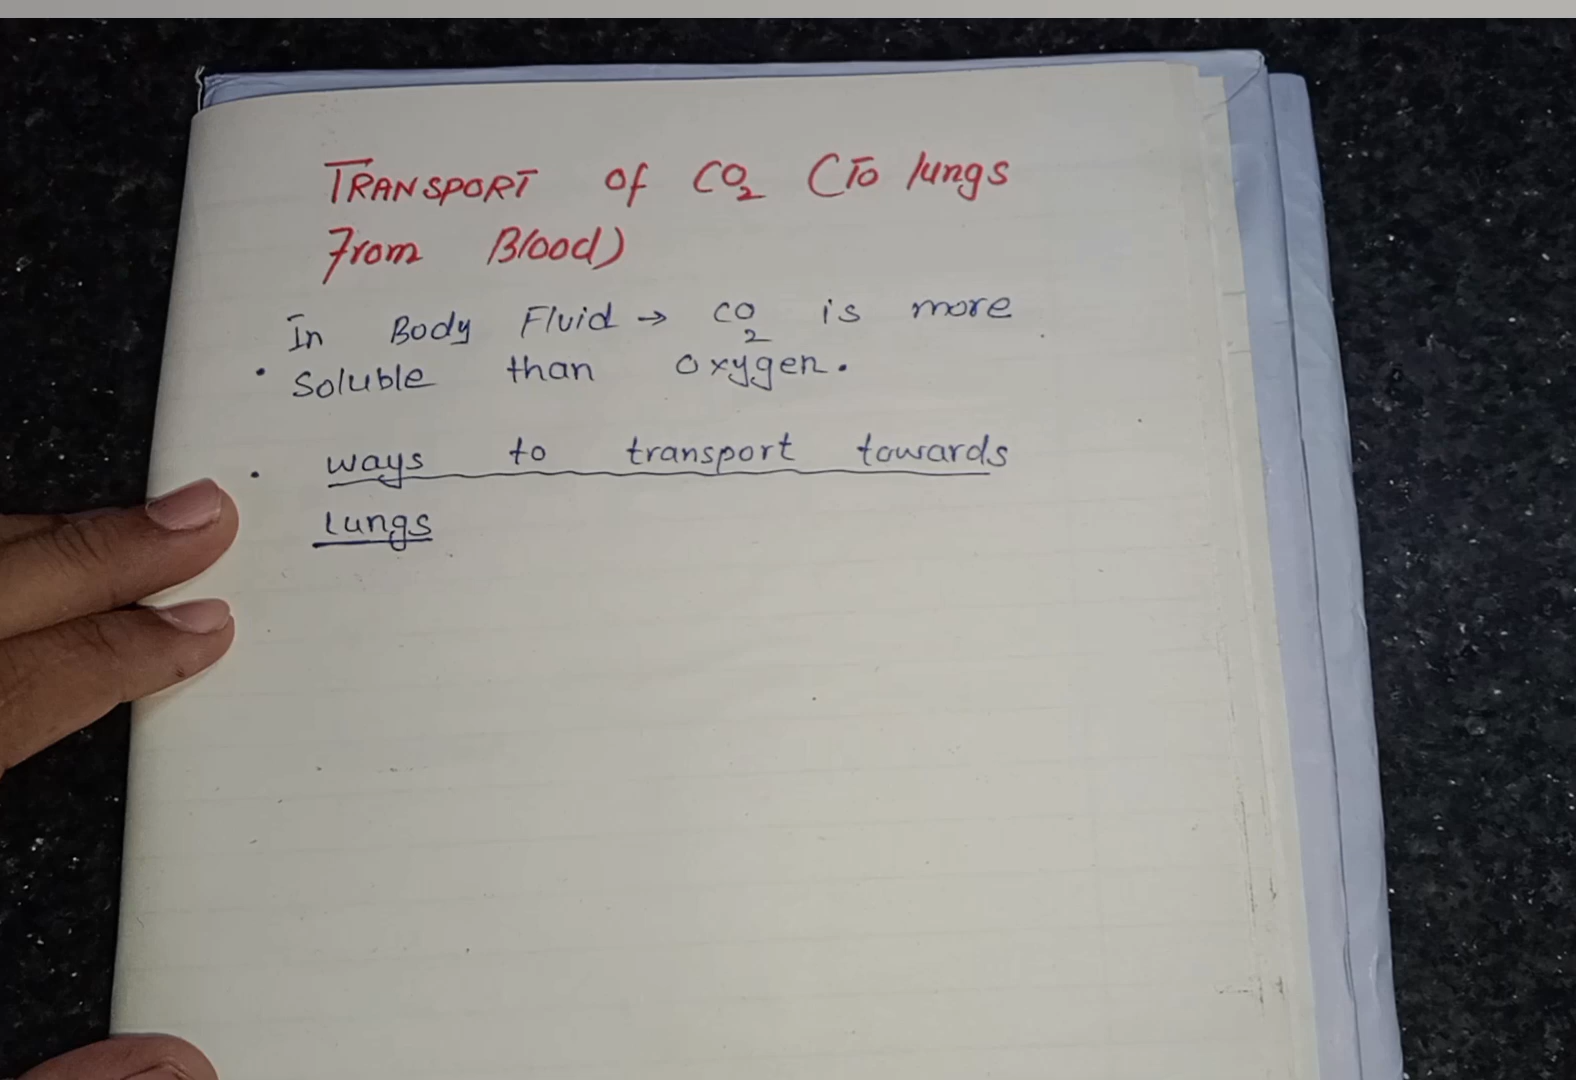 TRANSPORT of CO2 (To lungs
From Blood)
In Body Fluid → CO2 is more
• Soluble than oxygen.
• ways to transport towards
lungs